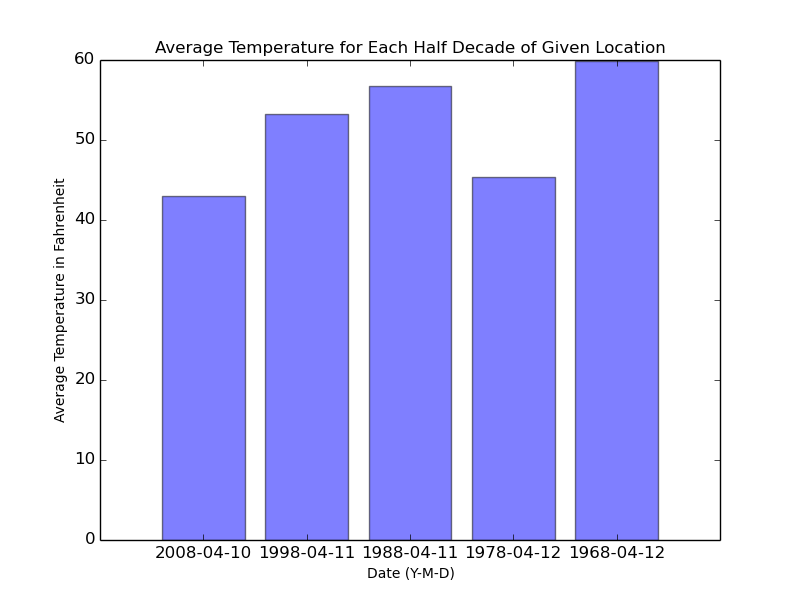 Average Temperature for Each Half Decade of Given Location
60
50
40
30
20
10
0
Average Temperature in Fahrenheit
2008-04-10 1998-04-11 1988-04-11 1978-04-12 1968-04-12
Date (Y-M-D)